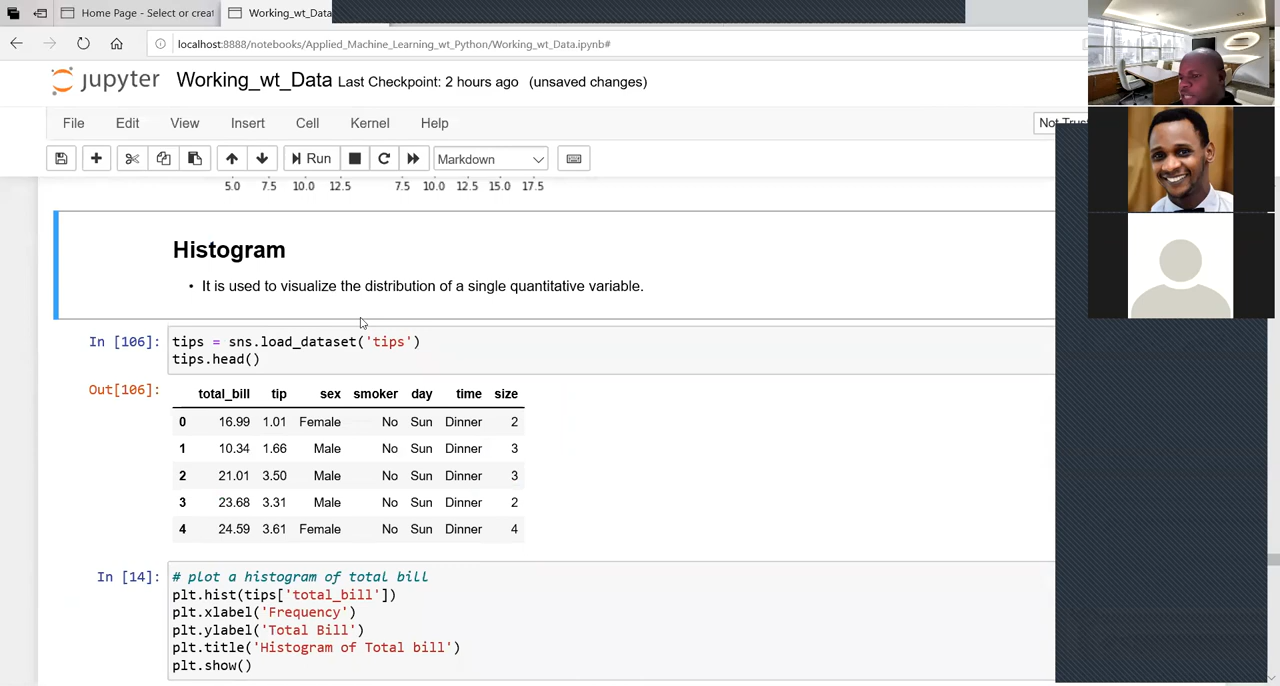 Home Page - Select or creat
Working_wt_Data
localhost:8888/notebooks/Applied_Machine_Learning_wt_Python/Working_wt_Data.ipynb#
jupyter Working_wt_Data Last Checkpoint: 2 hours ago (unsaved changes)
File Edit View Insert Cell Kernel Help
Not Trus
Run Markdown
5.0 7.5 10.0 12.5 7.5 10.0 12.5 15.0 17.5
Histogram
• It is used to visualize the distribution of a single quantitative variable.
In [106]: tips = sns.load_dataset('tips')
tips.head()
Out[106]:
total_bill tip sex smoker day time size
0 16.99 1.01 Female No Sun Dinner 2
1 10.34 1.66 Male No Sun Dinner 3
2 21.01 3.50 Male No Sun Dinner 3
3 23.68 3.31 Male No Sun Dinner 2
4 24.59 3.61 Female No Sun Dinner 4
In [14]: # plot a histogram of total bill
plt.hist(tips['total_bill'])
plt.xlabel('Frequency')
plt.ylabel('Total Bill')
plt.title('Histogram of Total bill')
plt.show()